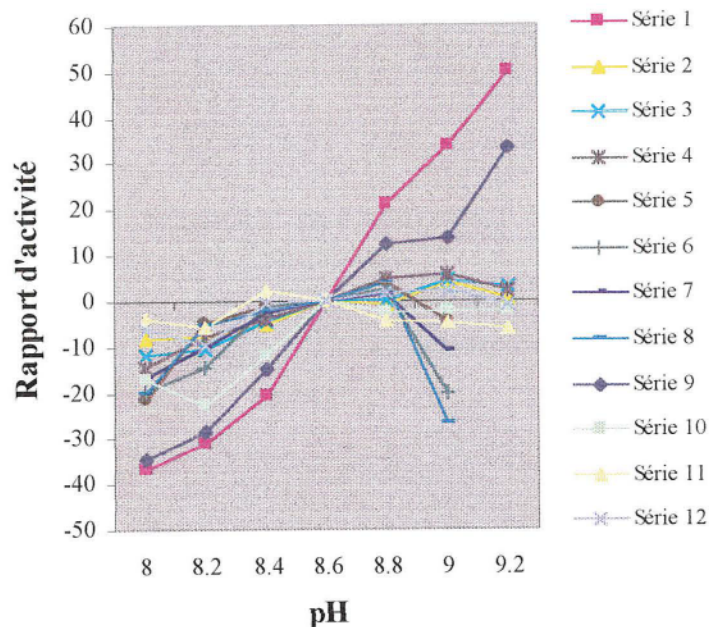 60
50
40
30
20
10
0
-10
-20
-30
-40
-50
Rapport d'activité
8 8.2 8.4 8.6 8.8 9 9.2
pH
Série 1
Série 2
Série 3
Série 4
Série 5
Série 6
Série 7
Série 8
Série 9
Série 10
Série 11
Série 12